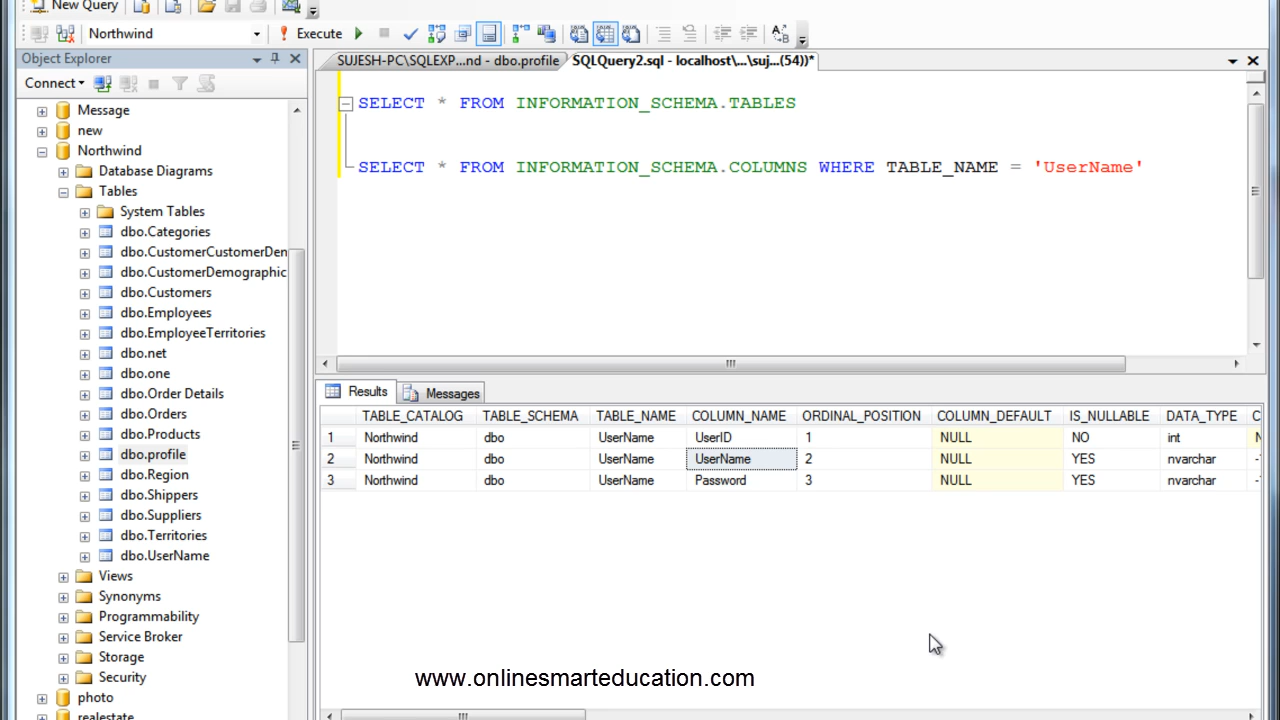 New Query
Northwind
Execute
Object Explorer
SUJESH-PC\SQLEXP...nd - dbo.profile
SQLQuery2.sql - localhost\...\suj...(54))*
Connect
Message
new
Northwind
Database Diagrams
Tables
System Tables
dbo.Categories
dbo.CustomerCustomerDen
dbo.CustomerDemographic
dbo.Customers
dbo.Employees
dbo.EmployeeTerritories
dbo.net
dbo.one
dbo.Order Details
dbo.Orders
dbo.Products
dbo.profile
dbo.Region
dbo.Shippers
dbo.Suppliers
dbo.Territories
dbo.UserName
Views
Synonyms
Programmability
Service Broker
Storage
Security
photo
realestate
SELECT * FROM INFORMATION_SCHEMA.TABLES
SELECT * FROM INFORMATION_SCHEMA.COLUMNS WHERE TABLE_NAME = 'UserName'
Results
Messages
TABLE_CATALOG TABLE_SCHEMA TABLE_NAME COLUMN_NAME ORDINAL_POSITION COLUMN_DEFAULT IS_NULLABLE DATA_TYPE C
1 Northwind dbo UserName UserID 1 NULL NO int N
2 Northwind dbo UserName UserName 2 NULL YES nvarchar -
3 Northwind dbo UserName Password 3 NULL YES nvarchar -
www.onlinesmarteducation.com